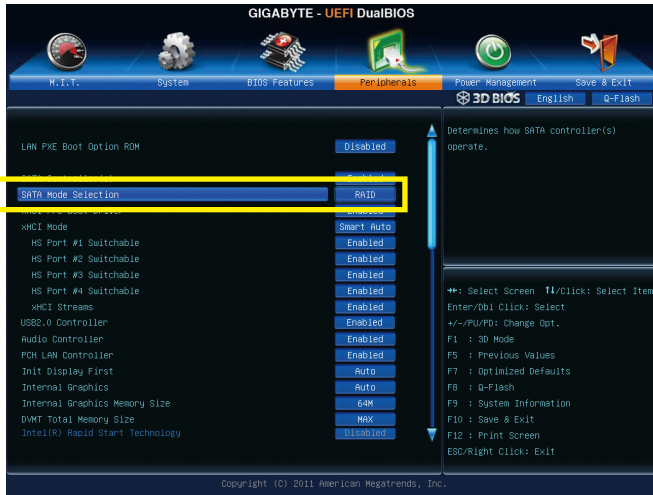 GIGABYTE - UEFI DualBIOS
M.I.T.
System
BIOS Features
Peripherals
Power Management
Save & Exit
3D BIOS
English
Q-Flash
LAN PXE Boot Option ROM Disabled
SATA Mode Selection RAID
xHCI Mode Smart Auto
HS Port #1 Switchable Enabled
HS Port #2 Switchable Enabled
HS Port #3 Switchable Enabled
HS Port #4 Switchable Enabled
xHCI Streams Enabled
USB2.0 Controller Enabled
Audio Controller Enabled
PCH LAN Controller Enabled
Init Display First Auto
Internal Graphics Auto
Internal Graphics Memory Size 64M
DVMT Total Memory Size MAX
Intel(R) Rapid Start Technology Disabled
Determines how SATA controller(s)
operate.
→←: Select Screen ↑↓/Click: Select Item
Enter/Dbl Click: Select
+/-/PU/PD: Change Opt.
F1 : 3D Mode
F5 : Previous Values
F7 : Optimized Defaults
F8 : Q-Flash
F9 : System Information
F10 : Save & Exit
F12 : Print Screen
ESC/Right Click: Exit
Copyright (C) 2011 American Megatrends, Inc.